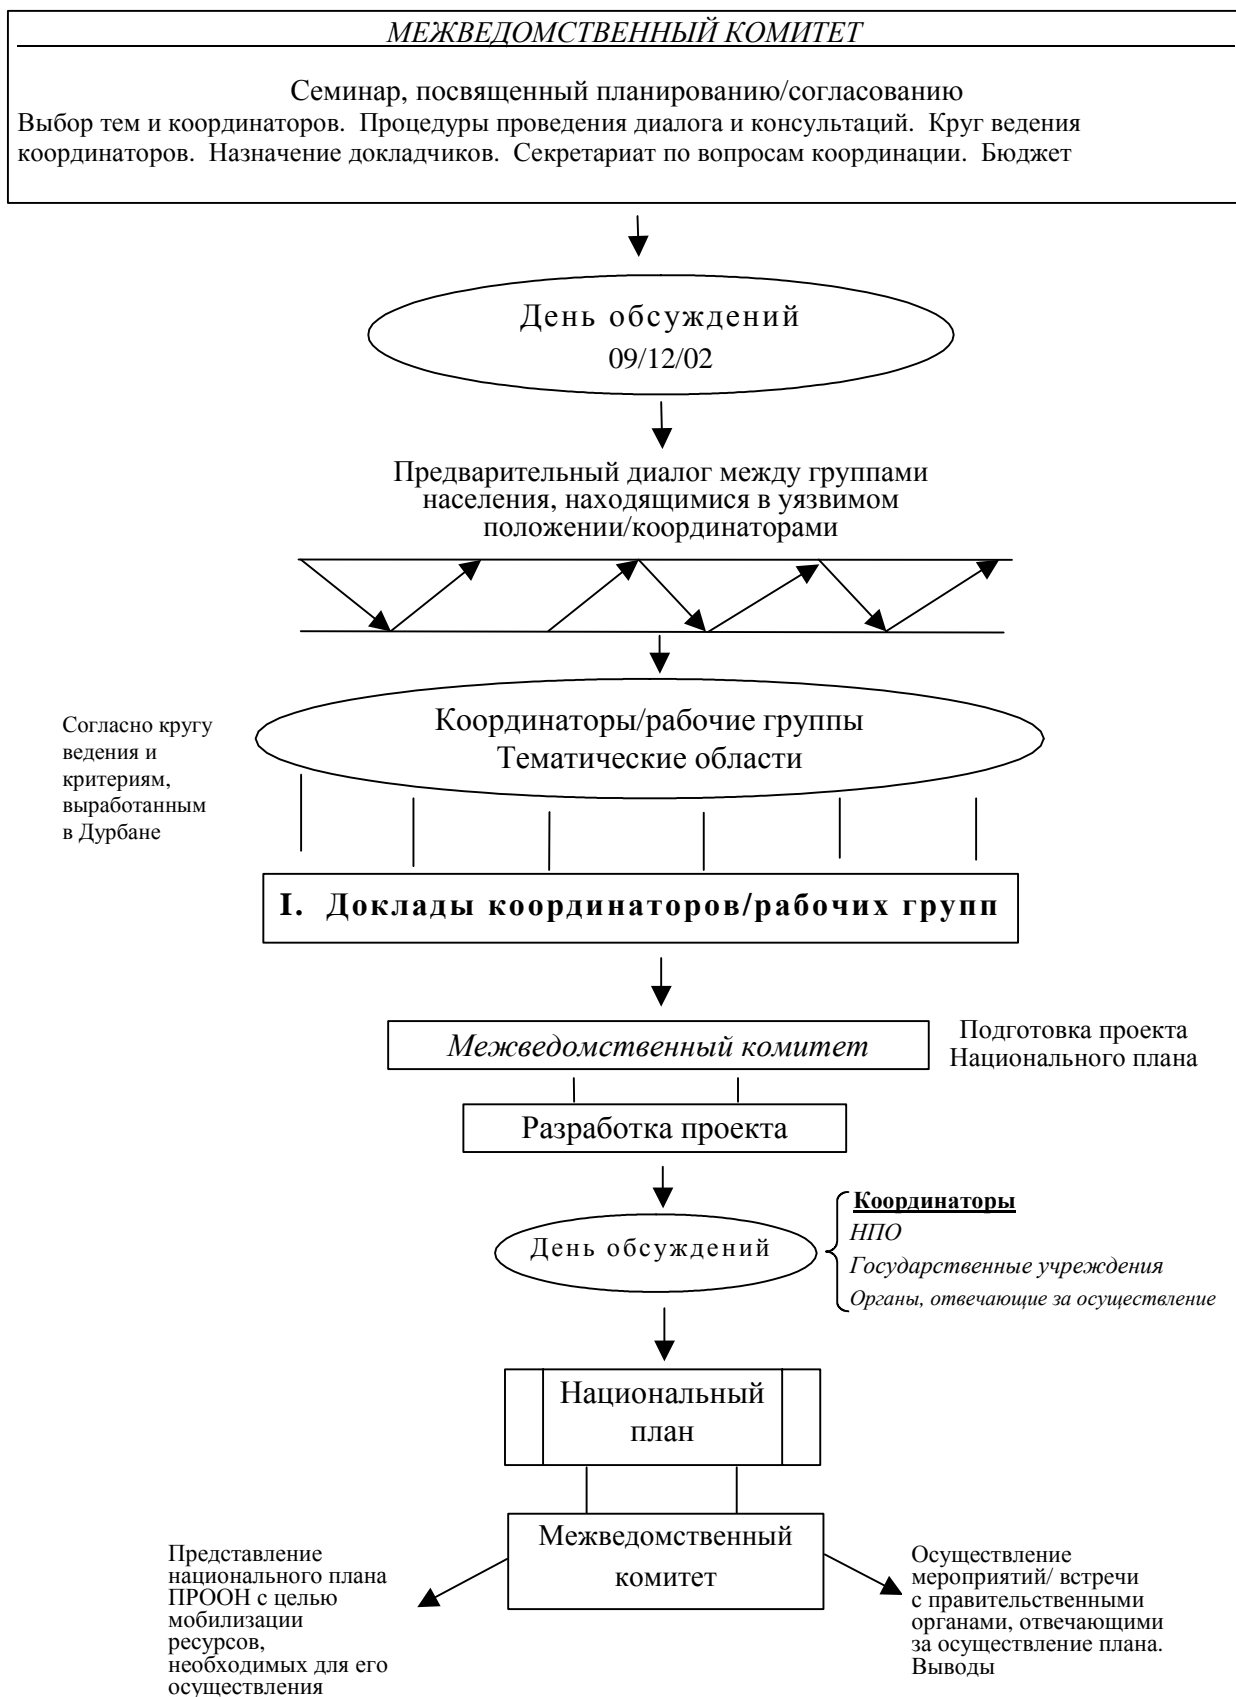 МЕЖВЕДОМСТВЕННЫЙ КОМИТЕТ
Семинар, посвященный планированию/согласованию
Выбор тем и координаторов. Процедуры проведения диалога и консультаций. Круг ведения
координаторов. Назначение докладчиков. Секретариат по вопросам координации. Бюджет
День обсуждений
09/12/02
Предварительный диалог между группами
населения, находящимися в уязвимом
положении/координаторами
Согласно кругу
ведения и
критериям,
выработанным
в Дурбане
Координаторы/рабочие группы
Тематические области
I. Доклады координаторов/рабочих групп
Межведомственный комитет
Подготовка проекта
Национального плана
Разработка проекта
День обсуждений
Координаторы
НПО
Государственные учреждения
Органы, отвечающие за осуществление
Национальный
план
Межведомственный
комитет
Представление
национального плана
ПРООН с целью
мобилизации
ресурсов,
необходимых для его
осуществления
Осуществление
мероприятий/ встречи
с правительственными
органами, отвечающими
за осуществление плана.
Выводы